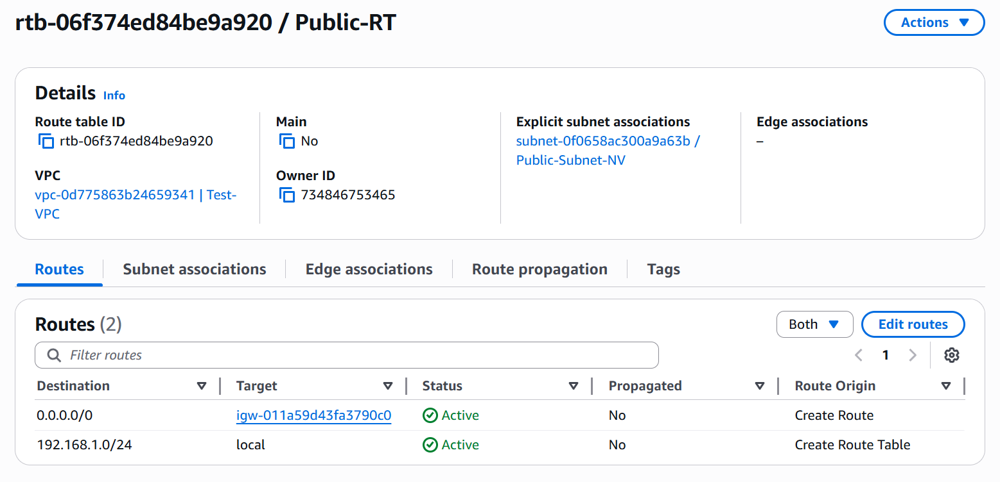 rtb-06f374ed84be9a920 / Public-RT
Actions
Details Info
Route table ID
rtb-06f374ed84be9a920
Main
No
Explicit subnet associations
subnet-0f0658ac300a9a63b /
Public-Subnet-NV
Edge associations
–
VPC
vpc-0d775863b24659341 | Test-
VPC
Owner ID
734846753465
Routes Subnet associations Edge associations Route propagation Tags
Routes (2)
Both Edit routes
Filter routes
1
Destination Target Status Propagated Route Origin
0.0.0.0/0 igw-011a59d43fa3790c0 Active No Create Route
192.168.1.0/24 local Active No Create Route Table